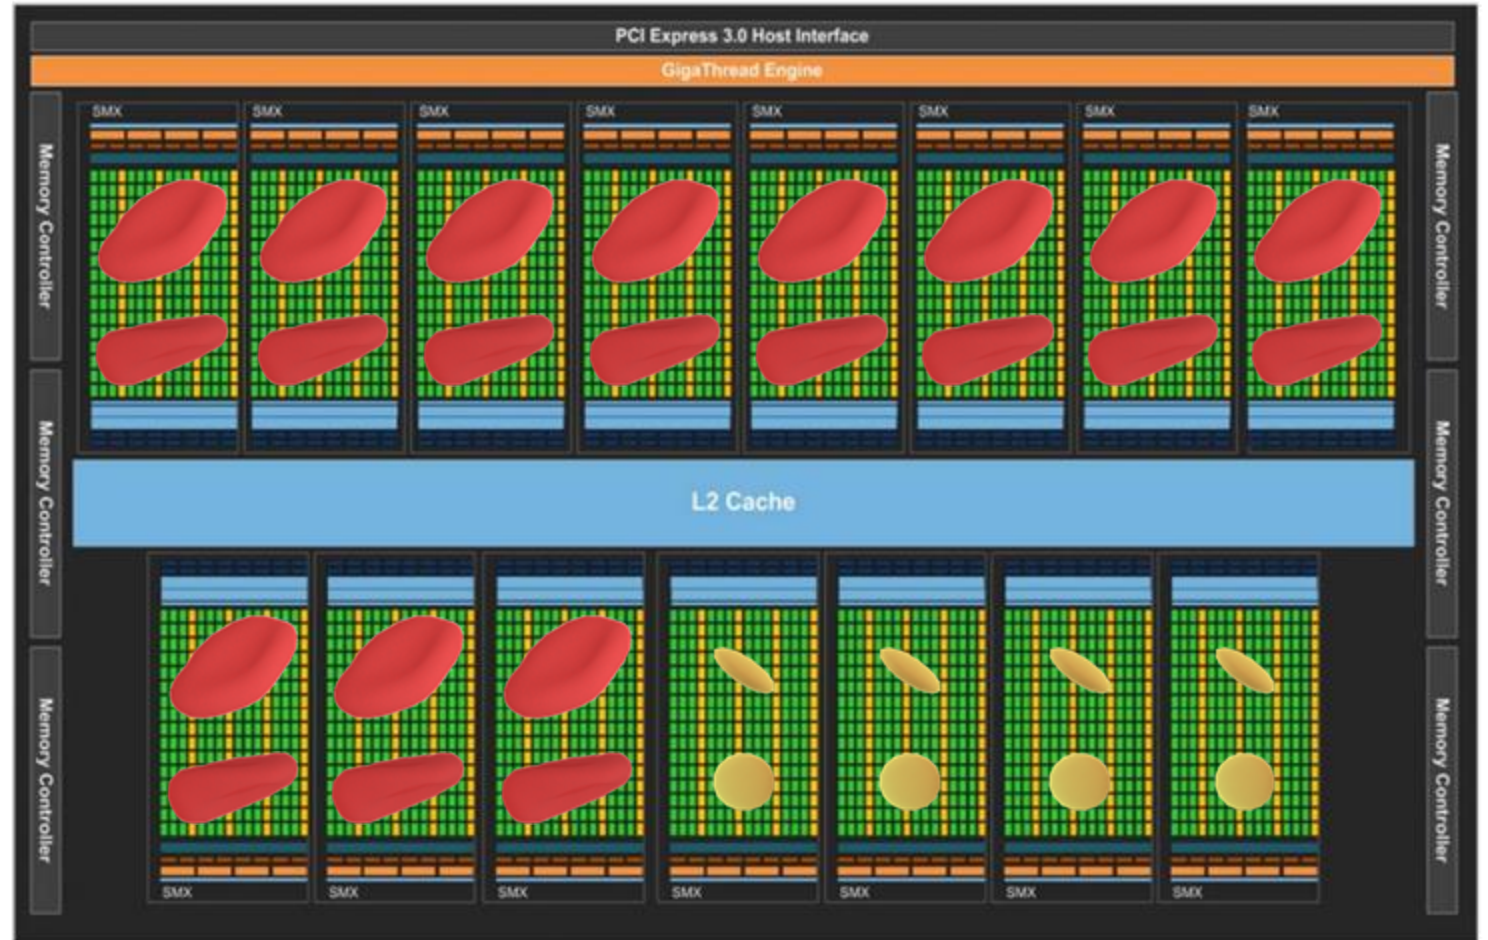 PCI Express 3.0 Host Interface
GigaThread Engine
SMX
SMX
SMX
SMX
SMX
SMX
SMX
SMX
Memory Controller
Memory Controller
Memory Controller
Memory Controller
Memory Controller
Memory Controller
L2 Cache
SMX
SMX
SMX
SMX
SMX
SMX
SMX